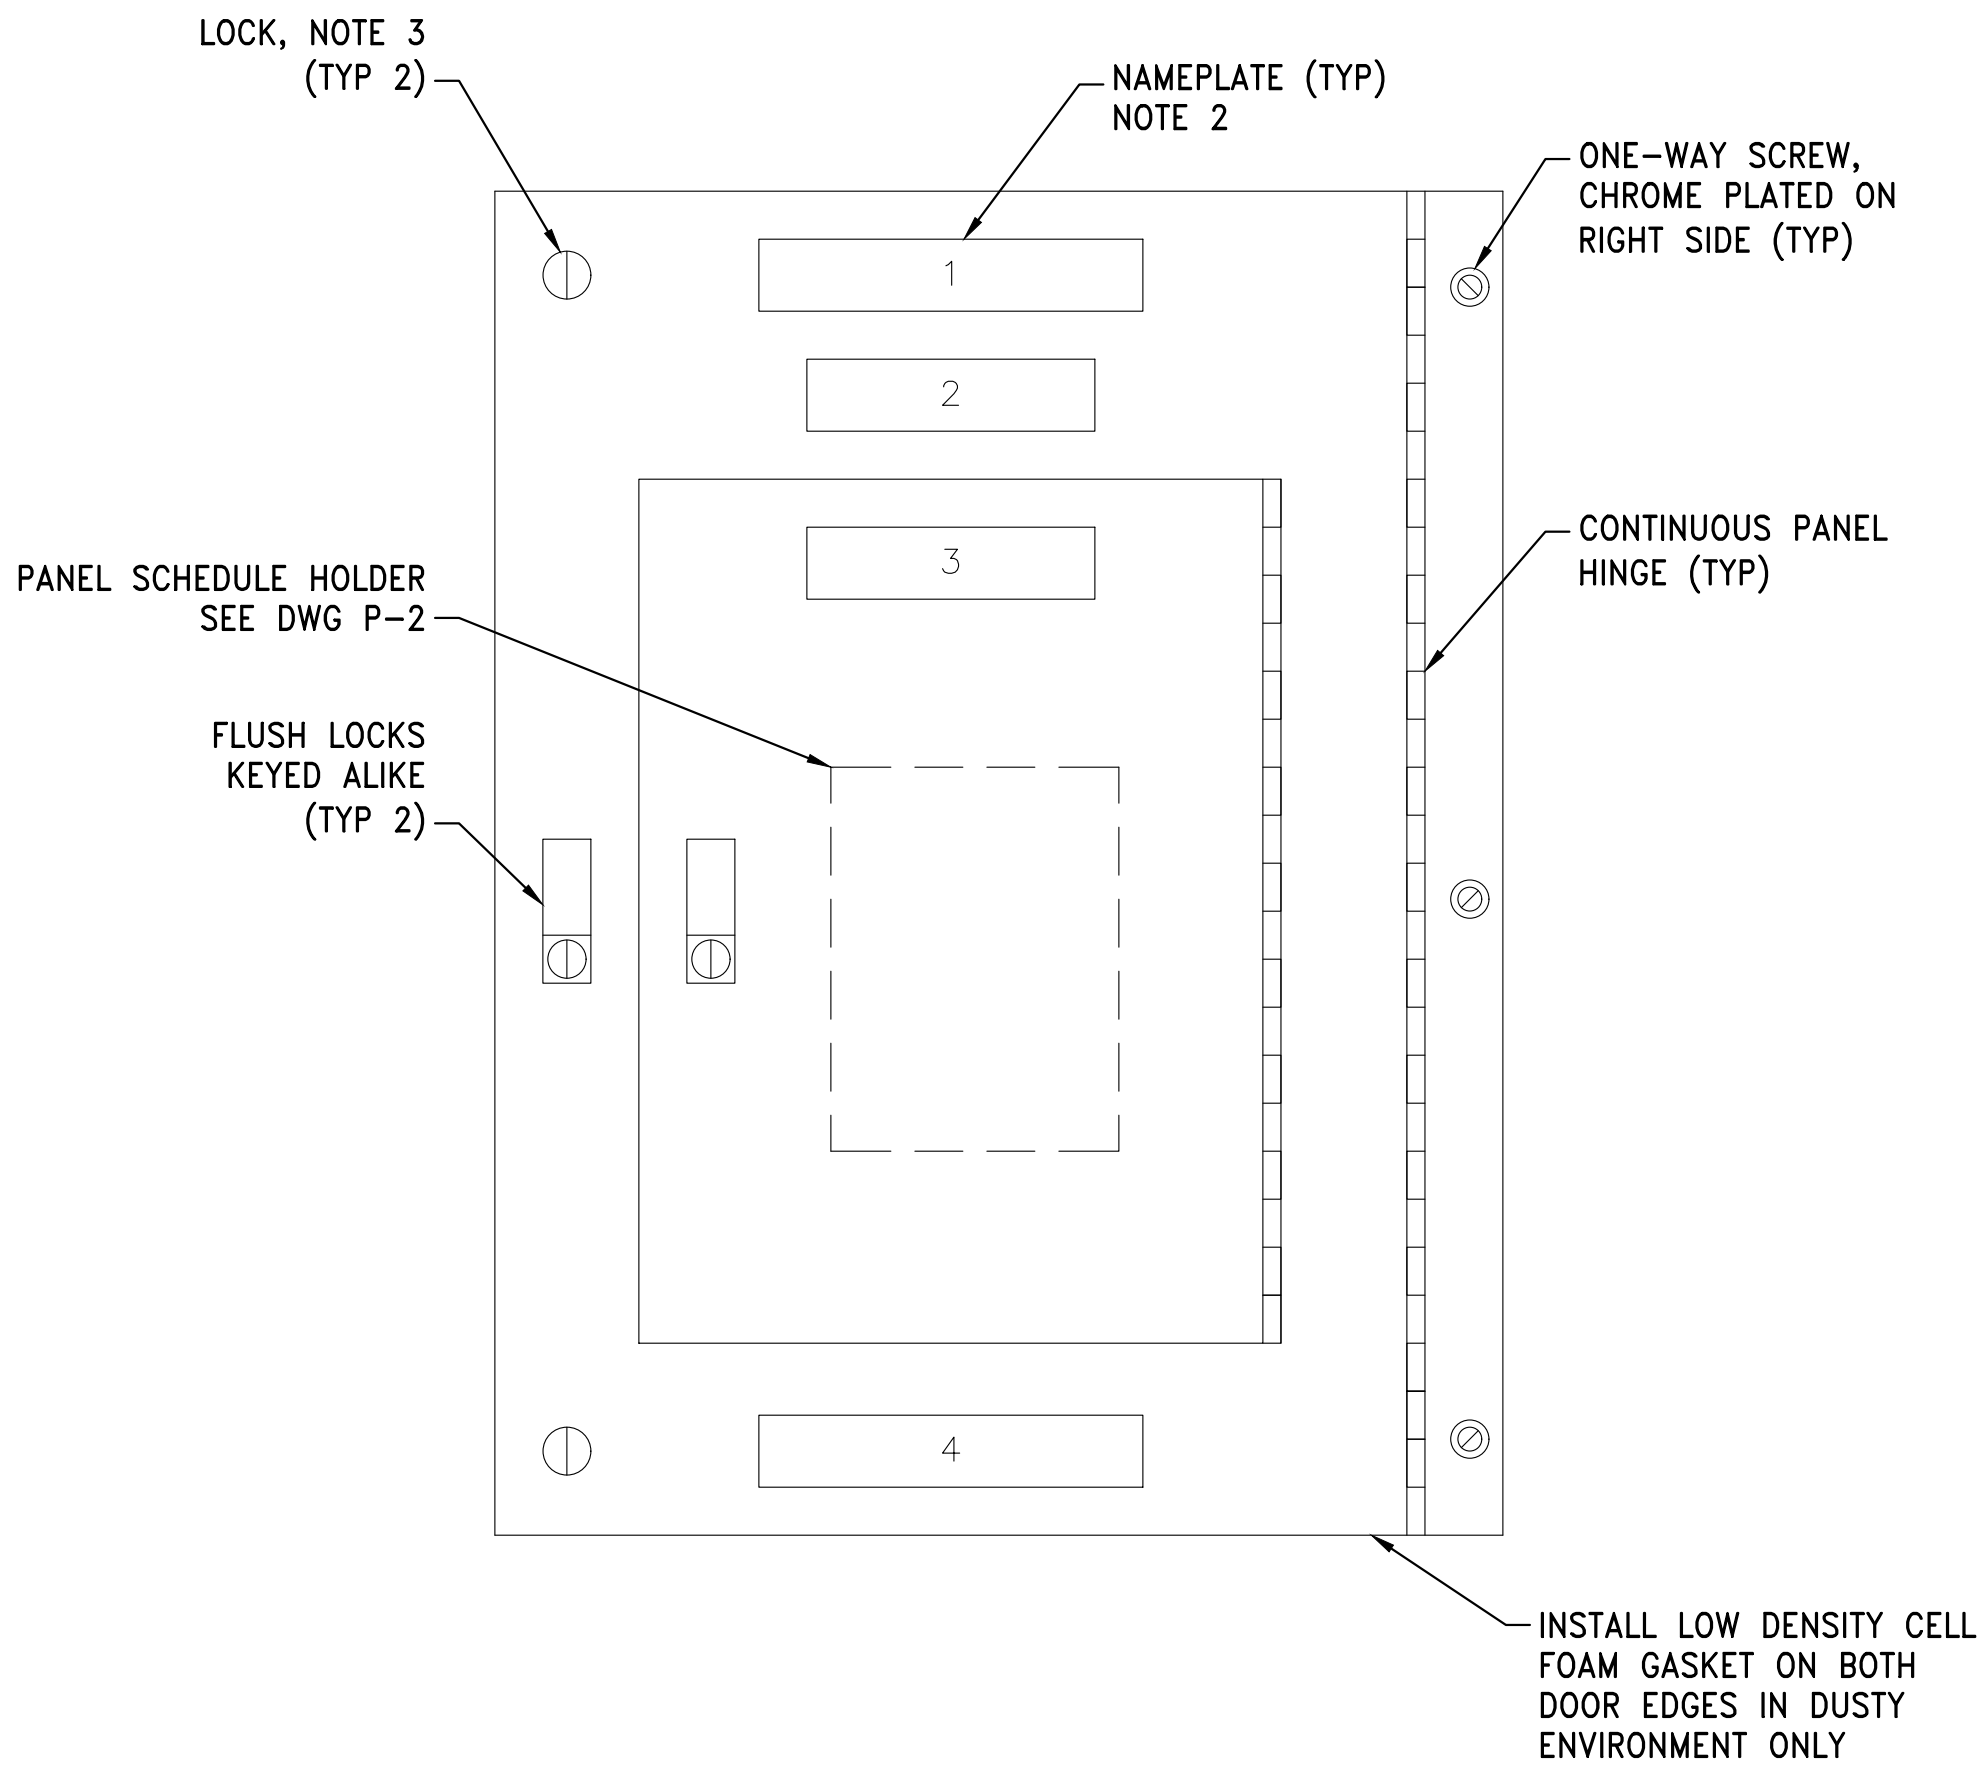 LOCK, NOTE 3
(TYP 2)
NAMEPLATE (TYP)
NOTE 2
ONE-WAY SCREW,
CHROME PLATED ON
RIGHT SIDE (TYP)
1
2
3
CONTINUOUS PANEL
HINGE (TYP)
PANEL SCHEDULE HOLDER
SEE DWG P-2
FLUSH LOCKS
KEYED ALIKE
(TYP 2)
4
INSTALL LOW DENSITY CELL
FOAM GASKET ON BOTH
DOOR EDGES IN DUSTY
ENVIRONMENT ONLY